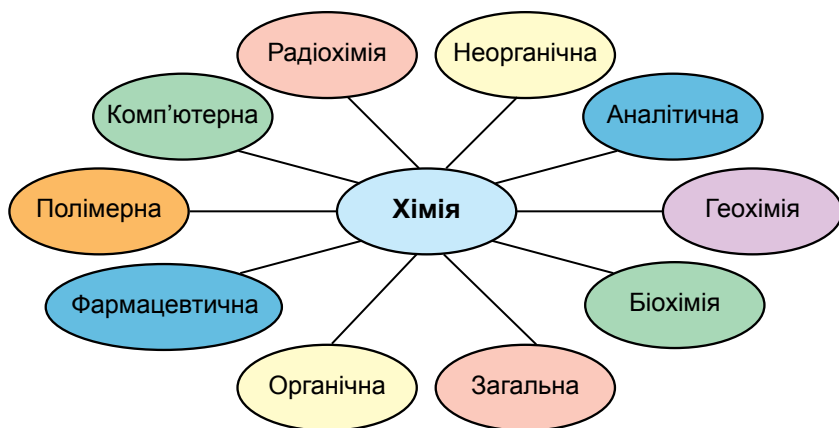 Радіохімія
Неорганічна
Комп’ютерна
Аналітична
Полімерна
Хімія
Геохімія
Фармацевтична
Біохімія
Органічна
Загальна